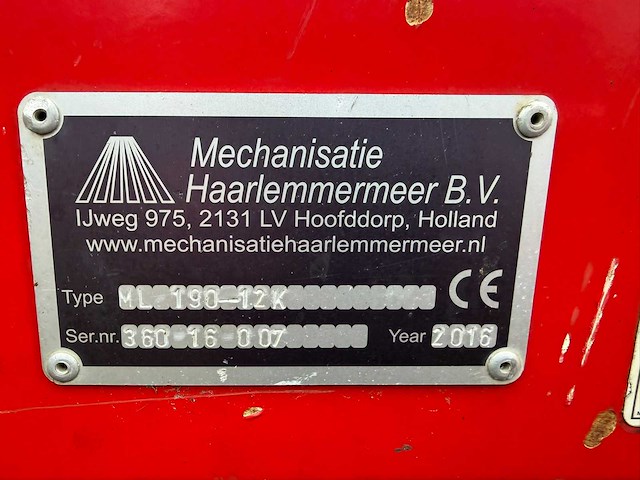 Mechanisatie
Haarlemmermeer B.V.
IJweg 975, 2131 LV Hoofddorp, Holland
www.mechanisatiehaarlemmermeer.nl
Type ML 190-12K CE
Ser.nr. 360 16 007 Year 2016